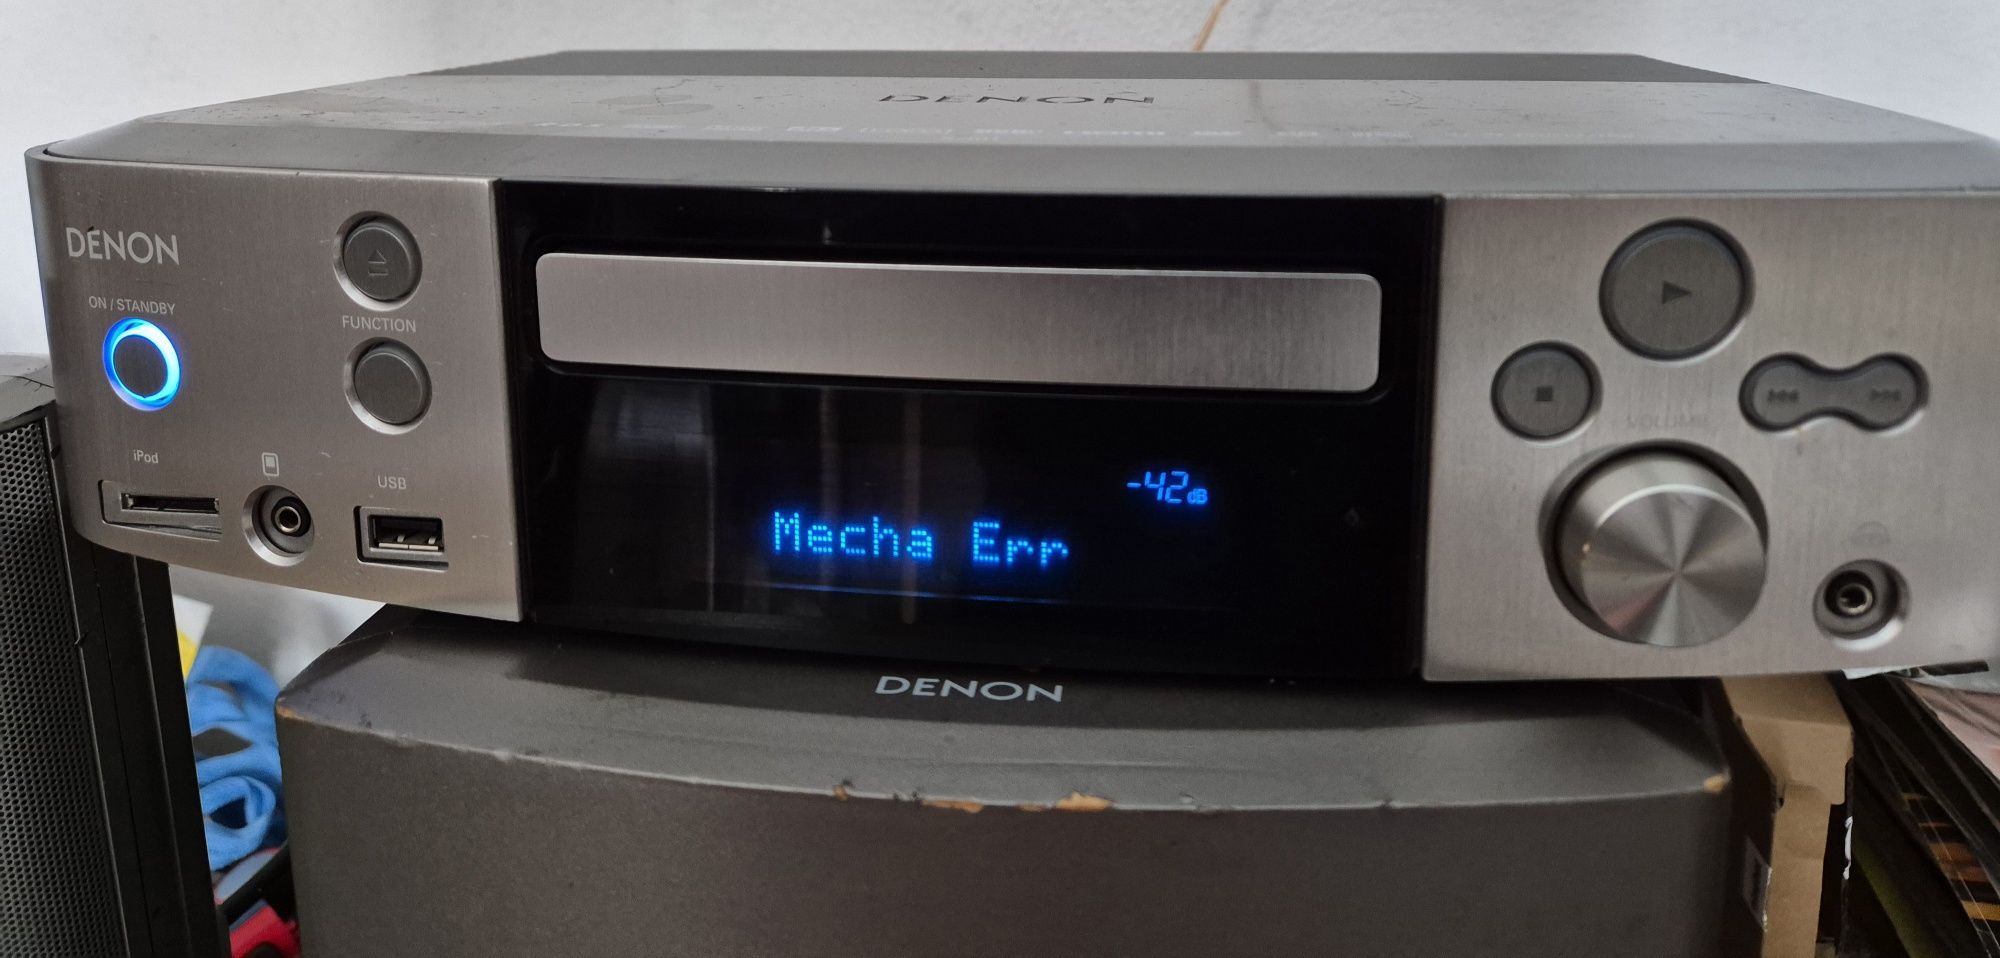 DENON
DENON
ON / STANDBY
FUNCTION
iPod
USB
VOLUME
-42dB
Mecha Err
DENON